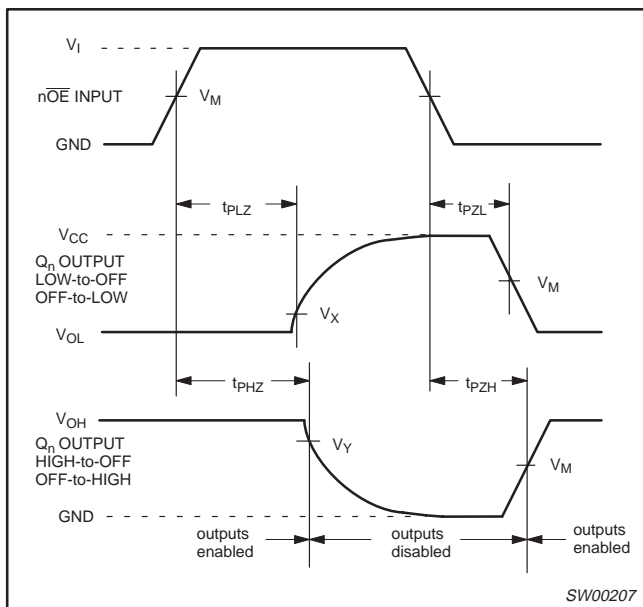 V_I
nO̅E̅ INPUT
V_M
GND
t_PLZ
t_PZL
V_CC
Q_n OUTPUT
LOW-to-OFF
OFF-to-LOW
V_M
V_X
V_OL
t_PHZ
t_PZH
V_OH
Q_n OUTPUT
HIGH-to-OFF
OFF-to-HIGH
V_Y
V_M
GND
outputs
enabled
outputs
disabled
outputs
enabled
SW00207